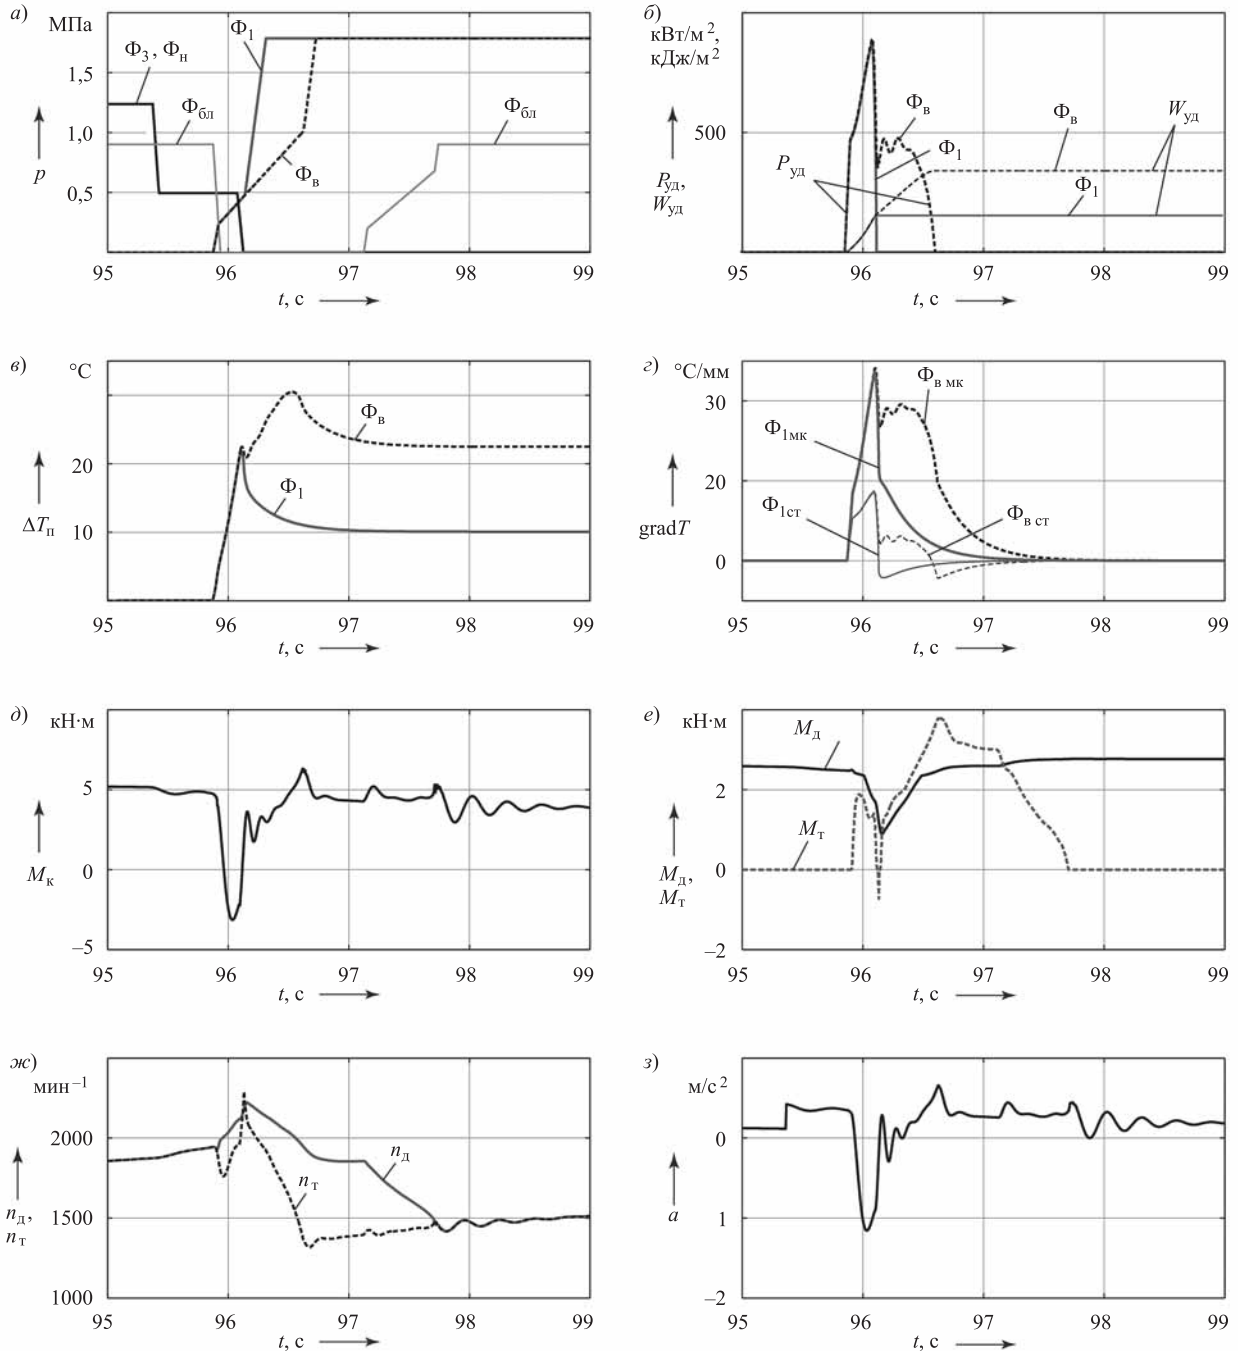 а)
МПа
Ф3, Фн
Ф1
Фбл
Фв
Фбл
1,5
1,0
0,5
p
95 96 97 98 99
t, с
б)
кВт/м2,
кДж/м2
500
Pуд,
Wуд
Pуд
Фв
Ф1
Фв
Wуд
Ф1
95 96 97 98 99
t, с
в)
°С
20
10
ΔTп
Фв
Ф1
95 96 97 98 99
t, с
г)
°С/мм
30
20
0
gradT
Фв мк
Ф1мк
Ф1ст
Фв ст
95 96 97 98 99
t, с
д)
кН·м
5
0
–5
Mк
95 96 97 98 99
t, с
е)
кН·м
Mд
2
Mт
0
–2
Mд,
Mт
95 96 97 98 99
t, с
ж)
мин–1
2000
1500
1000
nд,
nт
nд
nт
95 96 97 98 99
t, с
з)
м/с2
0
1
–2
a
95 96 97 98 99
t, с